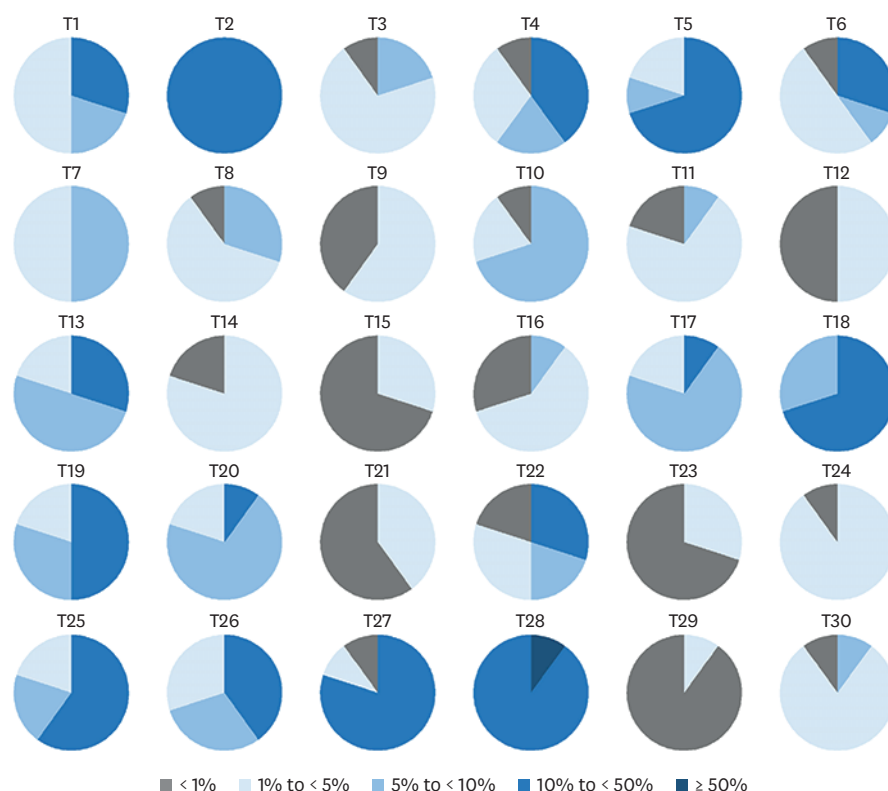 T1 T2 T3 T4 T5 T6
T7 T8 T9 T10 T11 T12
T13 T14 T15 T16 T17 T18
T19 T20 T21 T22 T23 T24
T25 T26 T27 T28 T29 T30
< 1% 1% to < 5% 5% to < 10% 10% to < 50% ≥ 50%